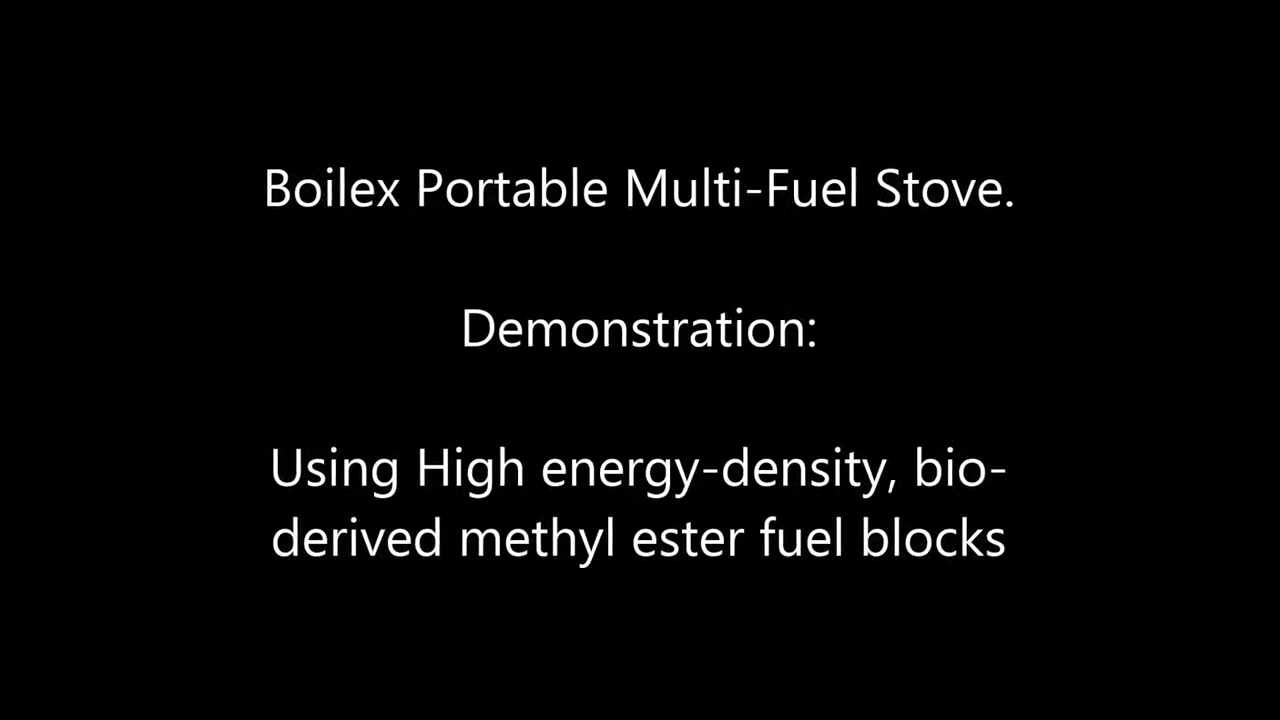 Boilex Portable Multi-Fuel Stove.
Demonstration:
Using High energy-density, bio-
derived methyl ester fuel blocks